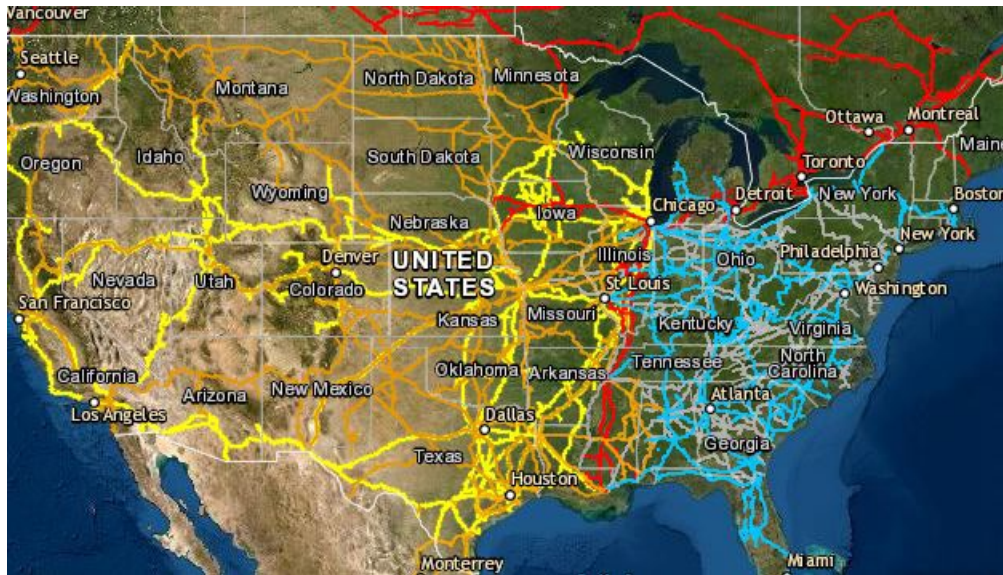 Vancouver
Seattle
Washington
Montana
North Dakota
Minnesota
Ottawa
Montreal
Maine
Oregon
Idaho
South Dakota
Wisconsin
Toronto
Wyoming
Detroit
New York
Boston
Nebraska
Iowa
Chicago
New York
Denver
UNITED
STATES
Illinois
Ohio
Philadelphia
Nevada
Utah
Colorado
St Louis
Washington
San Francisco
Kansas
Missouri
Kentucky
Virginia
California
Oklahoma
Arkansas
Tennessee
North
Carolina
Arizona
New Mexico
Los Angeles
Atlanta
Dallas
Georgia
Texas
Houston
Monterrey
Miami